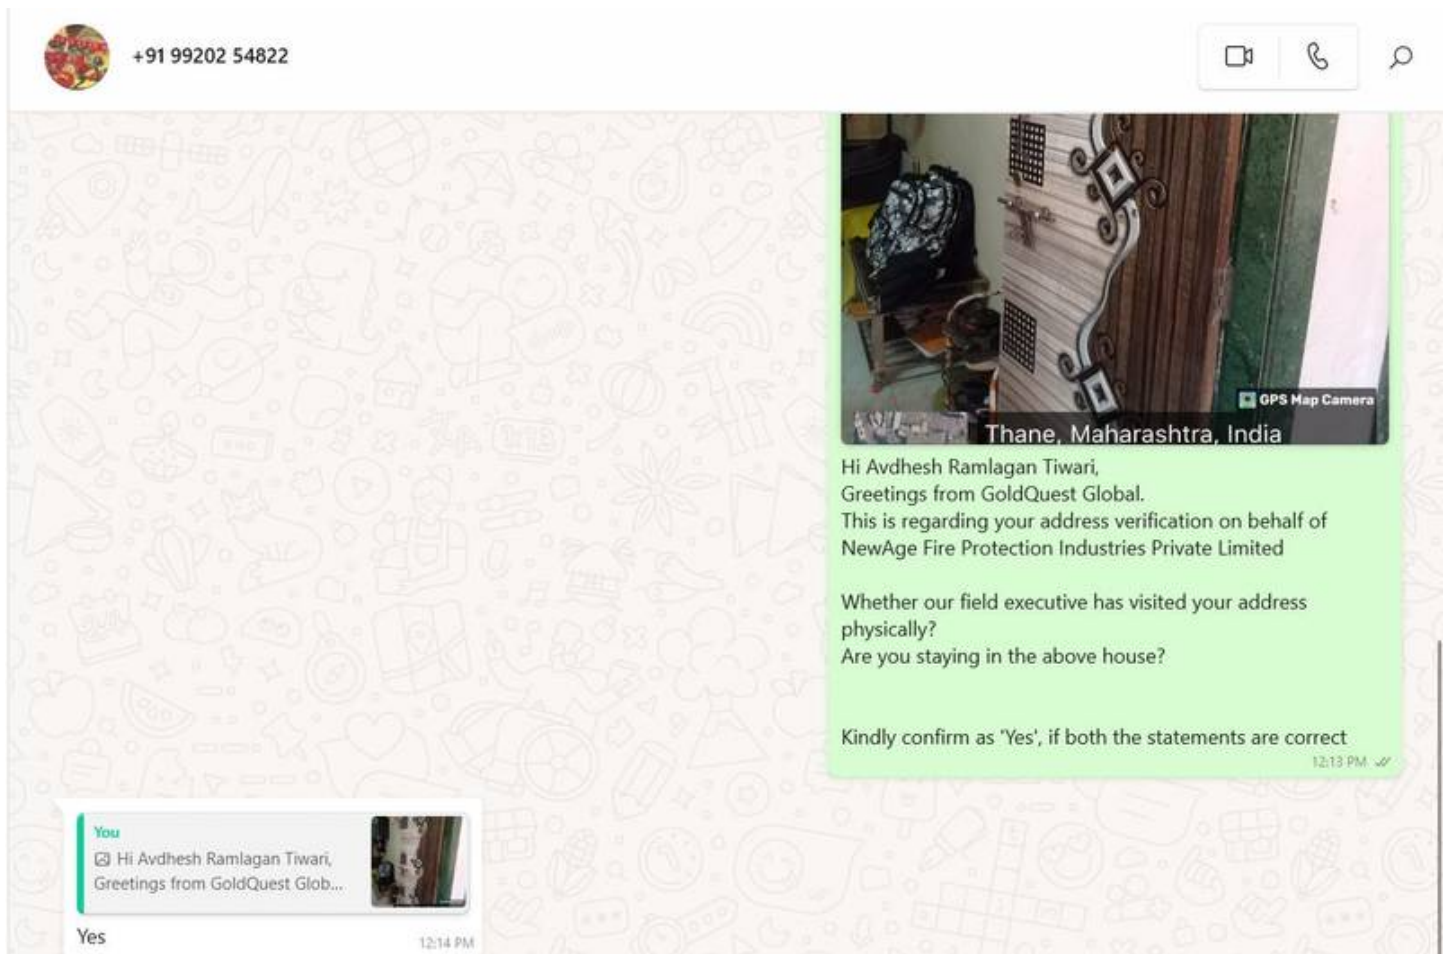 +91 99202 54822
GPS Map Camera
Thane, Maharashtra, India
Hi Avdhesh Ramlagan Tiwari,
Greetings from GoldQuest Global.
This is regarding your address verification on behalf of
NewAge Fire Protection Industries Private Limited
Whether our field executive has visited your address
physically?
Are you staying in the above house?
Kindly confirm as 'Yes', if both the statements are correct
12:13 PM
You
Hi Avdhesh Ramlagan Tiwari,
Greetings from GoldQuest Glob...
Yes
12:14 PM